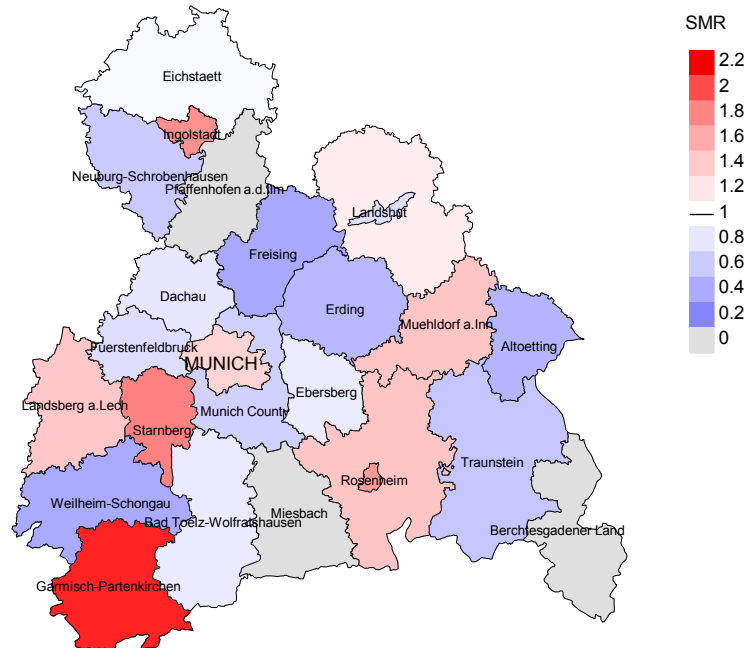 SMR
2.2
2
1.8
1.6
1.4
1.2
1
0.8
0.6
0.4
0.2
0
Eichstaett
Ingolstadt
Neuburg-Schrobenhausen
Pfaffenhofen a.d.Ilm
Landshut
Freising
Dachau
Erding
Muehldorf a.Inn
Altoetting
Fuerstenfeldbruck
MUNICH
Ebersberg
Landsberg a.Lech
Munich County
Starnberg
Traunstein
Rosenheim
Weilheim-Schongau
Miesbach
Bad Toelz-Wolfratshausen
Berchtesgadener Land
Garmisch-Partenkirchen